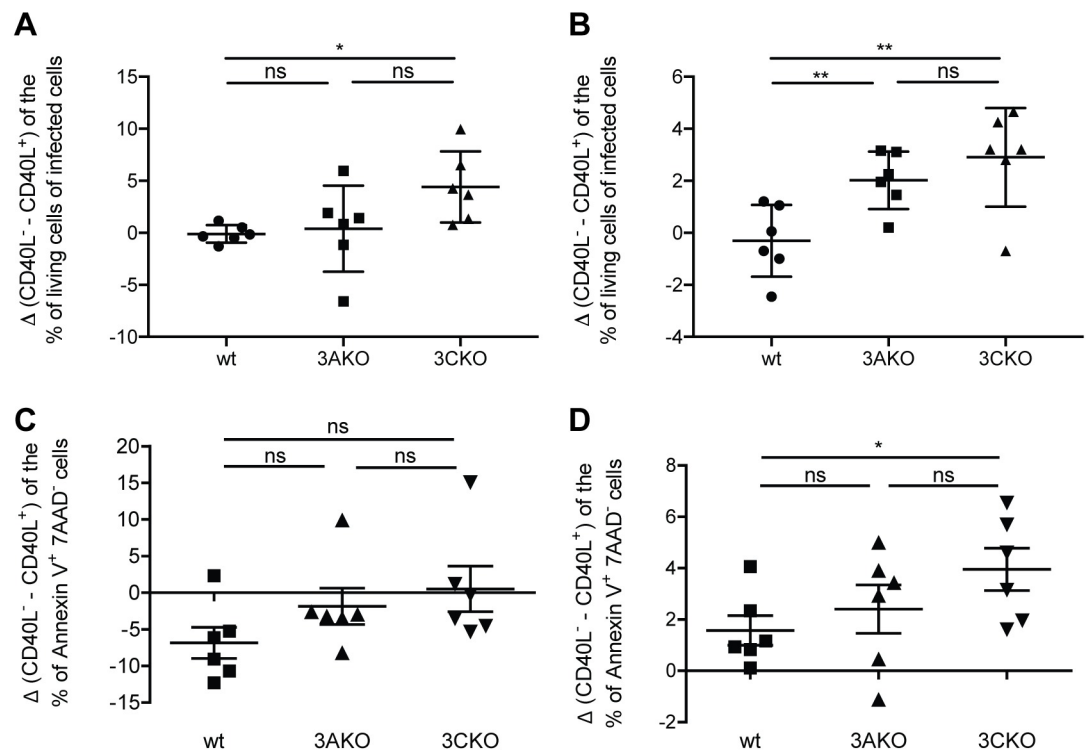 A
Δ (CD40L⁻ - CD40L⁺) of the
% of living cells of infected cells
*
ns
ns
15
10
5
0
-5
-10
wt
3AKO
3CKO
B
Δ (CD40L⁻ - CD40L⁺) of the
% of living cells of infected cells
**
**
ns
6
4
2
0
-2
-4
wt
3AKO
3CKO
C
Δ (CD40L⁻ - CD40L⁺) of the
% of Annexin V⁺ 7AAD⁻ cells
ns
ns
ns
20
15
10
5
0
-5
-10
-15
wt
3AKO
3CKO
D
Δ (CD40L⁻ - CD40L⁺) of the
% of Annexin V⁺ 7AAD⁻ cells
*
ns
ns
8
6
4
2
0
-2
wt
3AKO
3CKO